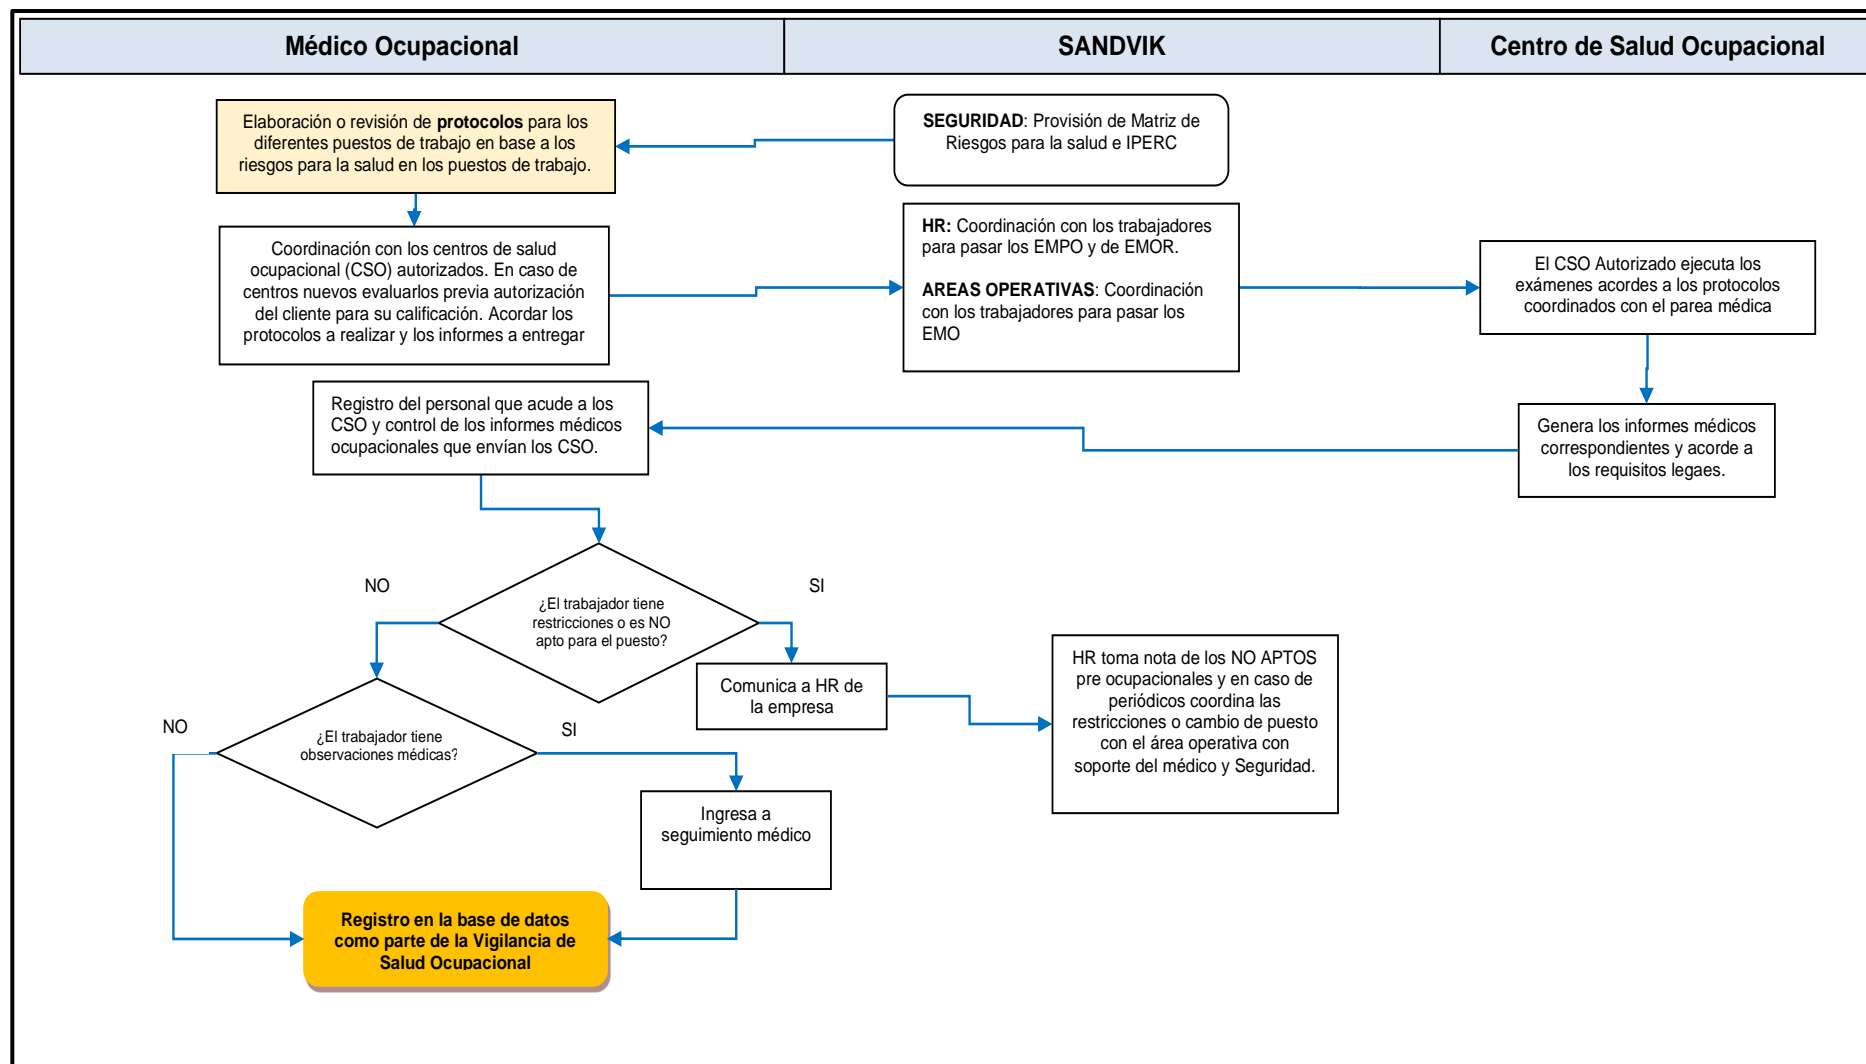 Médico Ocupacional
SANDVIK
Centro de Salud Ocupacional
Elaboración o revisión de protocolos para los
diferentes puestos de trabajo en base a los
riesgos para la salud en los puestos de trabajo.
SEGURIDAD: Provisión de Matriz de
Riesgos para la salud e IPERC
Coordinación con los centros de salud
ocupacional (CSO) autorizados. En caso de
centros nuevos evaluarlos previa autorización
del cliente para su calificación. Acordar los
protocolos a realizar y los informes a entregar
HR: Coordinación con los trabajadores
para pasar los EMPO y de EMOR.
AREAS OPERATIVAS: Coordinación
con los trabajadores para pasar los
EMO
El CSO Autorizado ejecuta los
exámenes acordes a los protocolos
coordinados con el parea médica
Registro del personal que acude a los
CSO y control de los informes médicos
ocupacionales que envían los CSO.
Genera los informes médicos
correspondientes y acorde a
los requisitos legaes.
NO
SI
¿El trabajador tiene
restricciones o es NO
apto para el puesto?
Comunica a HR de
la empresa
HR toma nota de los NO APTOS
pre ocupacionales y en caso de
periódicos coordina las
restricciones o cambio de puesto
con el área operativa con
soporte del médico y Seguridad.
NO
SI
¿El trabajador tiene
observaciones médicas?
Ingresa a
seguimiento médico
Registro en la base de datos
como parte de la Vigilancia de
Salud Ocupacional